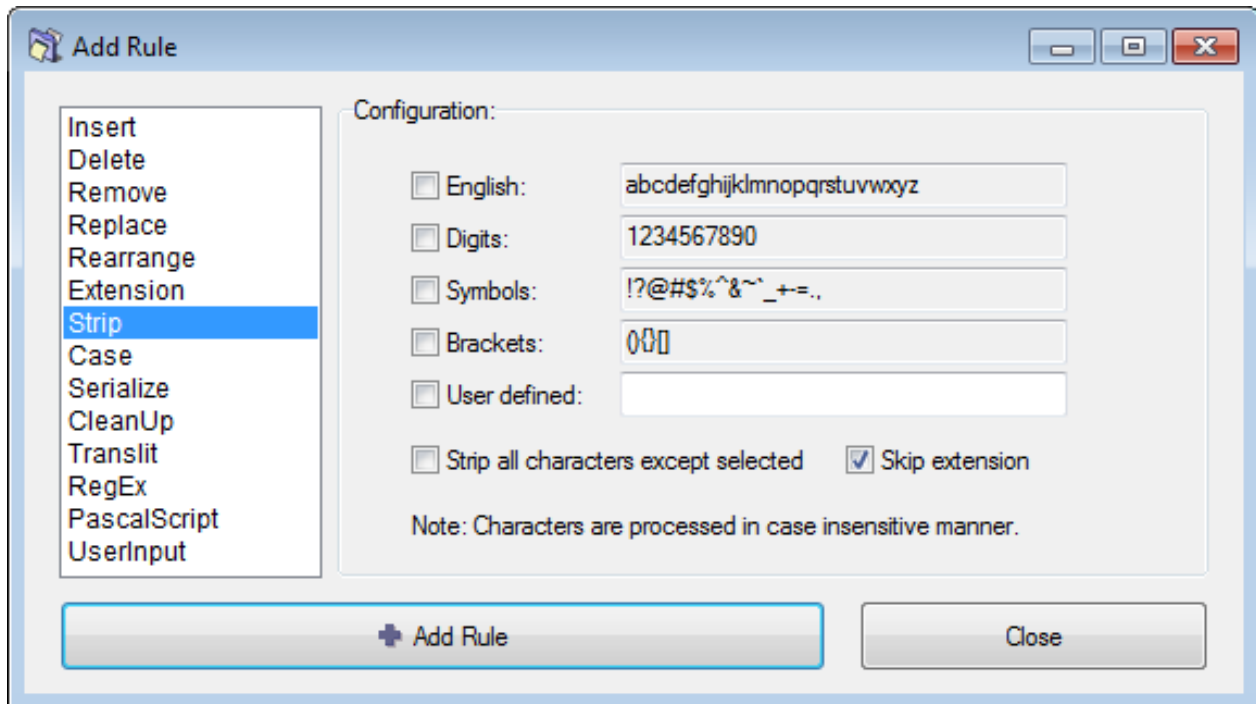 Add Rule
Insert
Delete
Remove
Replace
Rearrange
Extension
Strip
Case
Serialize
CleanUp
Translit
RegEx
PascalScript
UserInput
Configuration:
English: abcdefghijklmnopqrstuvwxyz
Digits: 1234567890
Symbols: !?@#$%^&~`_+-=.,
Brackets: (){}[]
User defined:
Strip all characters except selected Skip extension
Note: Characters are processed in case insensitive manner.
Add Rule Close